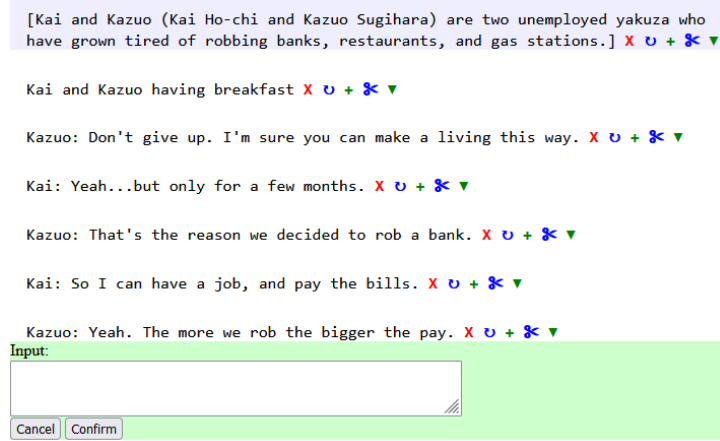 [Kai and Kazuo (Kai Ho-chi and Kazuo Sugihara) are two unemployed yakuza who
have grown tired of robbing banks, restaurants, and gas stations.] X ↻ + ✂ ▼
Kai and Kazuo having breakfast X ↻ + ✂ ▼
Kazuo: Don't give up. I'm sure you can make a living this way. X ↻ + ✂ ▼
Kai: Yeah...but only for a few months. X ↻ + ✂ ▼
Kazuo: That's the reason we decided to rob a bank. X ↻ + ✂ ▼
Kai: So I can have a job, and pay the bills. X ↻ + ✂ ▼
Kazuo: Yeah. The more we rob the bigger the pay. X ↻ + ✂ ▼
Input:
Cancel Confirm